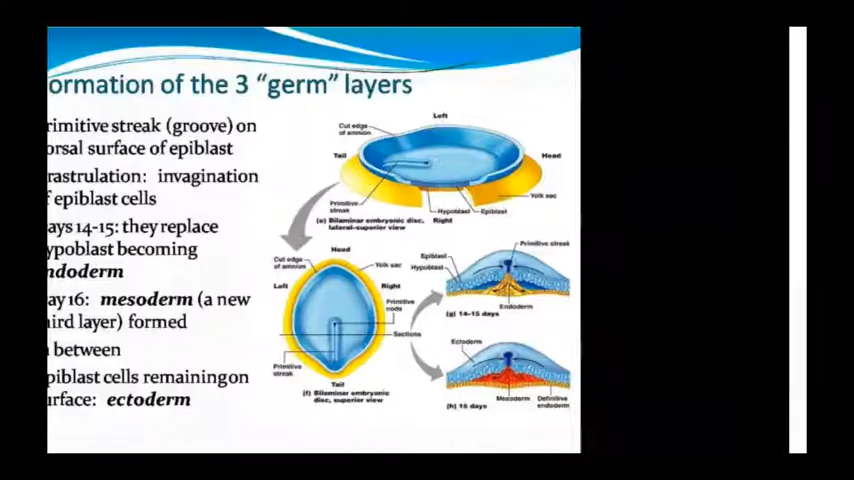 ormation of the 3 “germ” layers
rimitive streak (groove) on
orsal surface of epiblast
rastrulation: invagination
f epiblast cells
ays 14-15: they replace
ypoblast becoming
ndoderm
ay 16: mesoderm (a new
hird layer) formed
between
piblast cells remaining on
urface: ectoderm
Left
Cut edge
of amnion
Tail
Head
Yolk sac
Primitive
streak
Hypoblast
Epiblast
(e) Bilaminar embryonic disc,
lateral-superior view
Right
Head
Cut edge
of amnion
Yolk sac
Left
Right
Primitive
node
Sections
Primitive
streak
Tail
(f) Bilaminar embryonic
disc, superior view
Primitive streak
Epiblast
Hypoblast
Endoderm
(g) 14-15 days
Ectoderm
Mesoderm
Definitive
endoderm
(h) 16 days